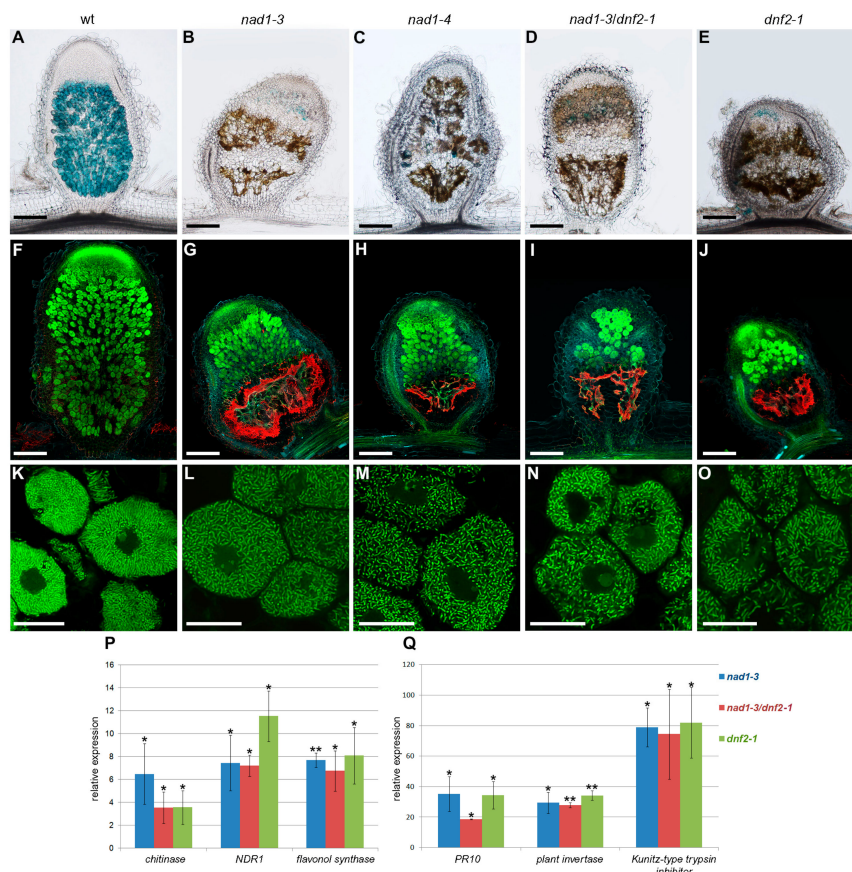 wt nad1-3 nad1-4 nad1-3/dnf2-1 dnf2-1
A B C D E
F G H I J
K L M N O
P Q
16 120
14 100
12 80
10 60
8 40
6 20
4 0
2
0
relative expression
relative expression
* * * * * * ** * *
* * * * ** ** * * *
nad1-3
nad1-3/dnf2-1
dnf2-1
chitinase NDR1 flavonol synthase
PR10 plant invertase Kunitz-type trypsin
inhibitor